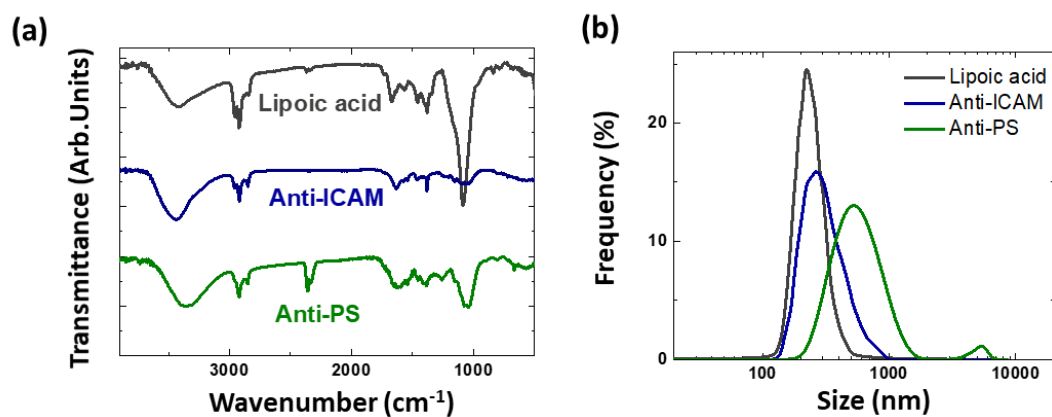 (a)
Transmittance (Arb.Units)
Lipoic acid
Anti-ICAM
Anti-PS
3000
2000
1000
Wavenumber (cm⁻¹)
(b)
Frequency (%)
20
10
0
Lipoic acid
Anti-ICAM
Anti-PS
100
1000
10000
Size (nm)